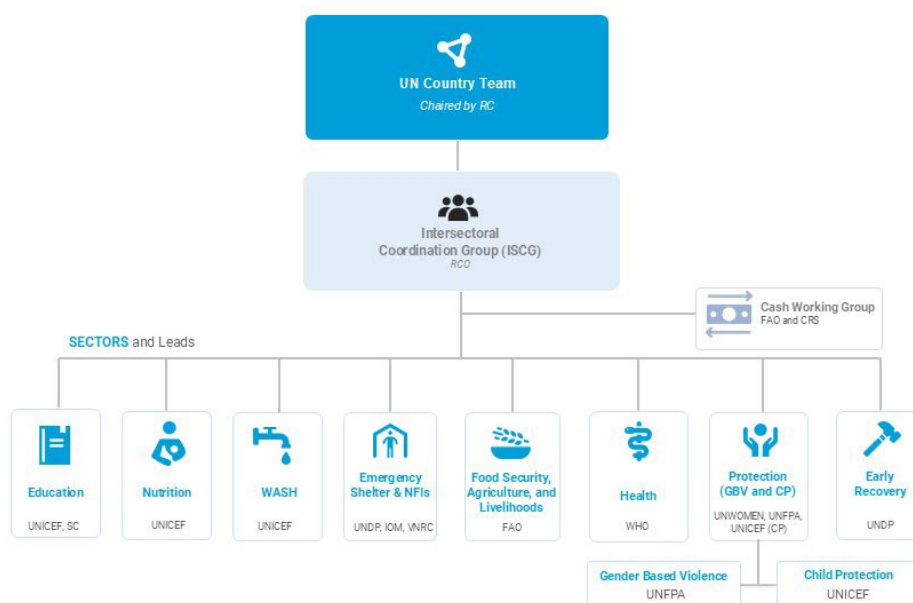 UN Country Team
Chaired by RC
Intersectoral
Coordination Group (ISCG)
RCO
Cash Working Group
FAO and CRS
SECTORS and Leads
Education
UNICEF, SC
Nutrition
UNICEF
WASH
UNICEF
Emergency
Shelter & NFIs
UNDP, IOM, VNRC
Food Security,
Agriculture, and
Livelihoods
FAO
Health
WHO
Protection
(GBV and CP)
UNWOMEN, UNFPA,
UNICEF (CP)
Early
Recovery
UNDP
Gender Based Violence
UNFPA
Child Protection
UNICEF